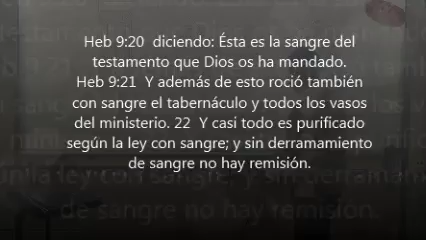 Heb 9:20 diciendo: Ésta es la sangre del
testamento que Dios os ha mandado.
Heb 9:21 Y además de esto roció también
con sangre el tabernáculo y todos los vasos
del ministerio. 22 Y casi todo es purificado
según la ley con sangre; y sin derramamiento
de sangre no hay remisión.